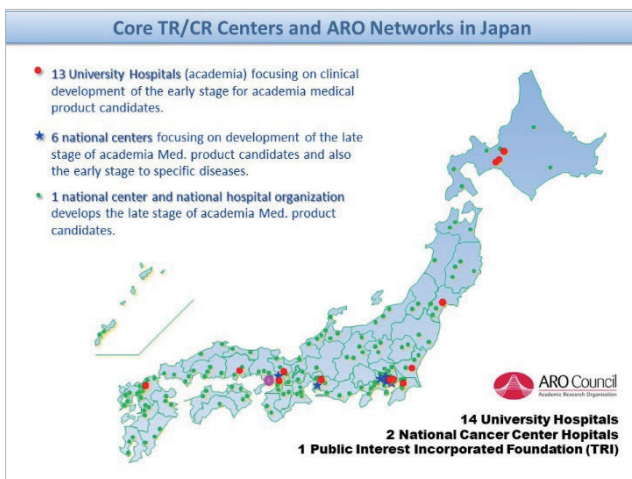 Core TR/CR Centers and ARO Networks in Japan
13 University Hospitals (academia) focusing on clinical
development of the early stage for academia medical
product candidates.
6 national centers focusing on development of the late
stage of academia Med. product candidates and also
the early stage to specific diseases.
1 national center and national hospital organization
develops the late stage of academia Med. product
candidates.
ARO Council
Academic Research Organization
14 University Hospitals
2 National Cancer Center Hopitals
1 Public Interest Incorporated Foundation (TRI)